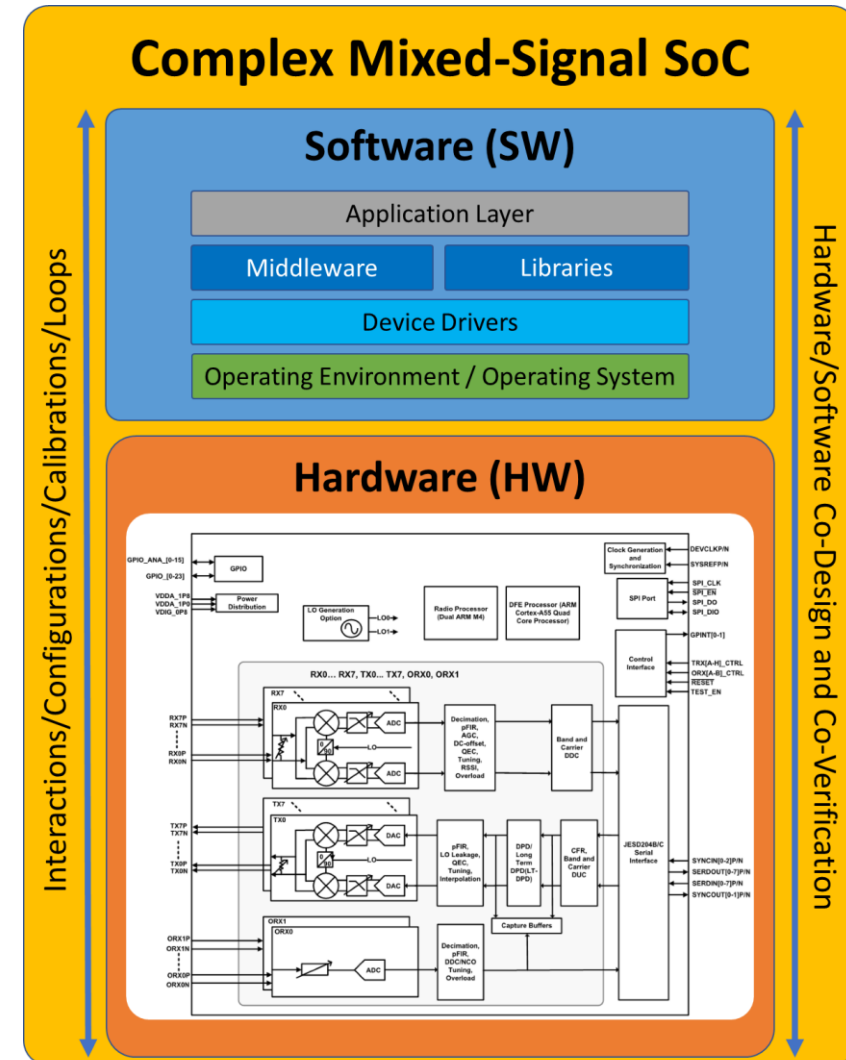 Complex Mixed-Signal SoC
Interactions/Configurations/Calibrations/Loops
Software (SW)
Application Layer
Middleware
Libraries
Device Drivers
Operating Environment / Operating System
Hardware/Software Co-Design and Co-Verification
Hardware (HW)
GPIO_ANA_[0-15]
GPIO_[0-23]
GPIO
VDDA_1P8
VDDA_1P0
VDIG_0P8
Power
Distribution
LO Generation
Option
LO0
LO1
Radio Processor
(Dual ARM M4)
DFE Processor (ARM
Cortex-A55 Quad
Core Processor)
Clock Generation
and
Synchronization
DEVCLKP/N
SYSREFP/N
SPI Port
SPI_CLK
SPI_EN
SPI_DO
SPI_DIO
Control
Interface
GPINT[0-1]
TRX[A-H]_CTRL
ORX[A-B]_CTRL
RESET
TEST_EN
RX0... RX7, TX0... TX7, ORX0, ORX1
RX7P
RX7N
RX0P
RX0N
RX7
RX0
0
90
LO
ADC
ADC
Decimation,
pFIR,
AGC,
DC-offset,
QEC,
Tuning,
RSSI,
Overload
Band and
Carrier
DDC
TX7P
TX7N
TX0P
TX0N
TX7
TX0
0
90
LO
DAC
DAC
pFIR,
LO Leakage,
QEC,
Tuning,
Interpolation
DPD/
Long
Term
DPD(LT-
DPD)
CFR,
Band and
Carrier
DUC
Capture Buffers
JESD204B/C
Serial
Interface
SYNCIN[0-2]P/N
SERDOUT[0-7]P/N
SERDIN[0-7]P/N
SYNCOUT[0-1]P/N
ORX1P
ORX1N
ORX0P
ORX0N
ORX1
ORX0
ADC
Decimation,
pFIR,
DDC/NCO
Tuning,
Overload